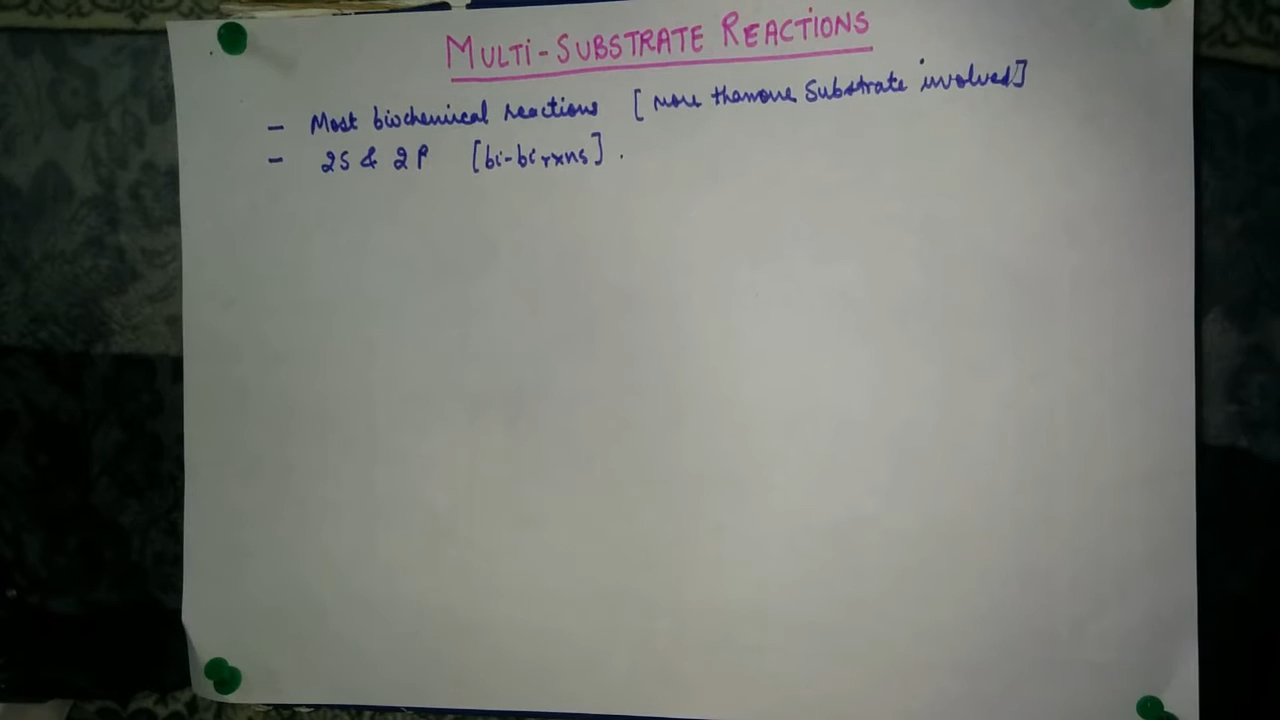 MULTI-SUBSTRATE REACTIONS
- Most biochemical reactions [more than one substrate involved]
- 2S & 2P [bi-bi rxns].